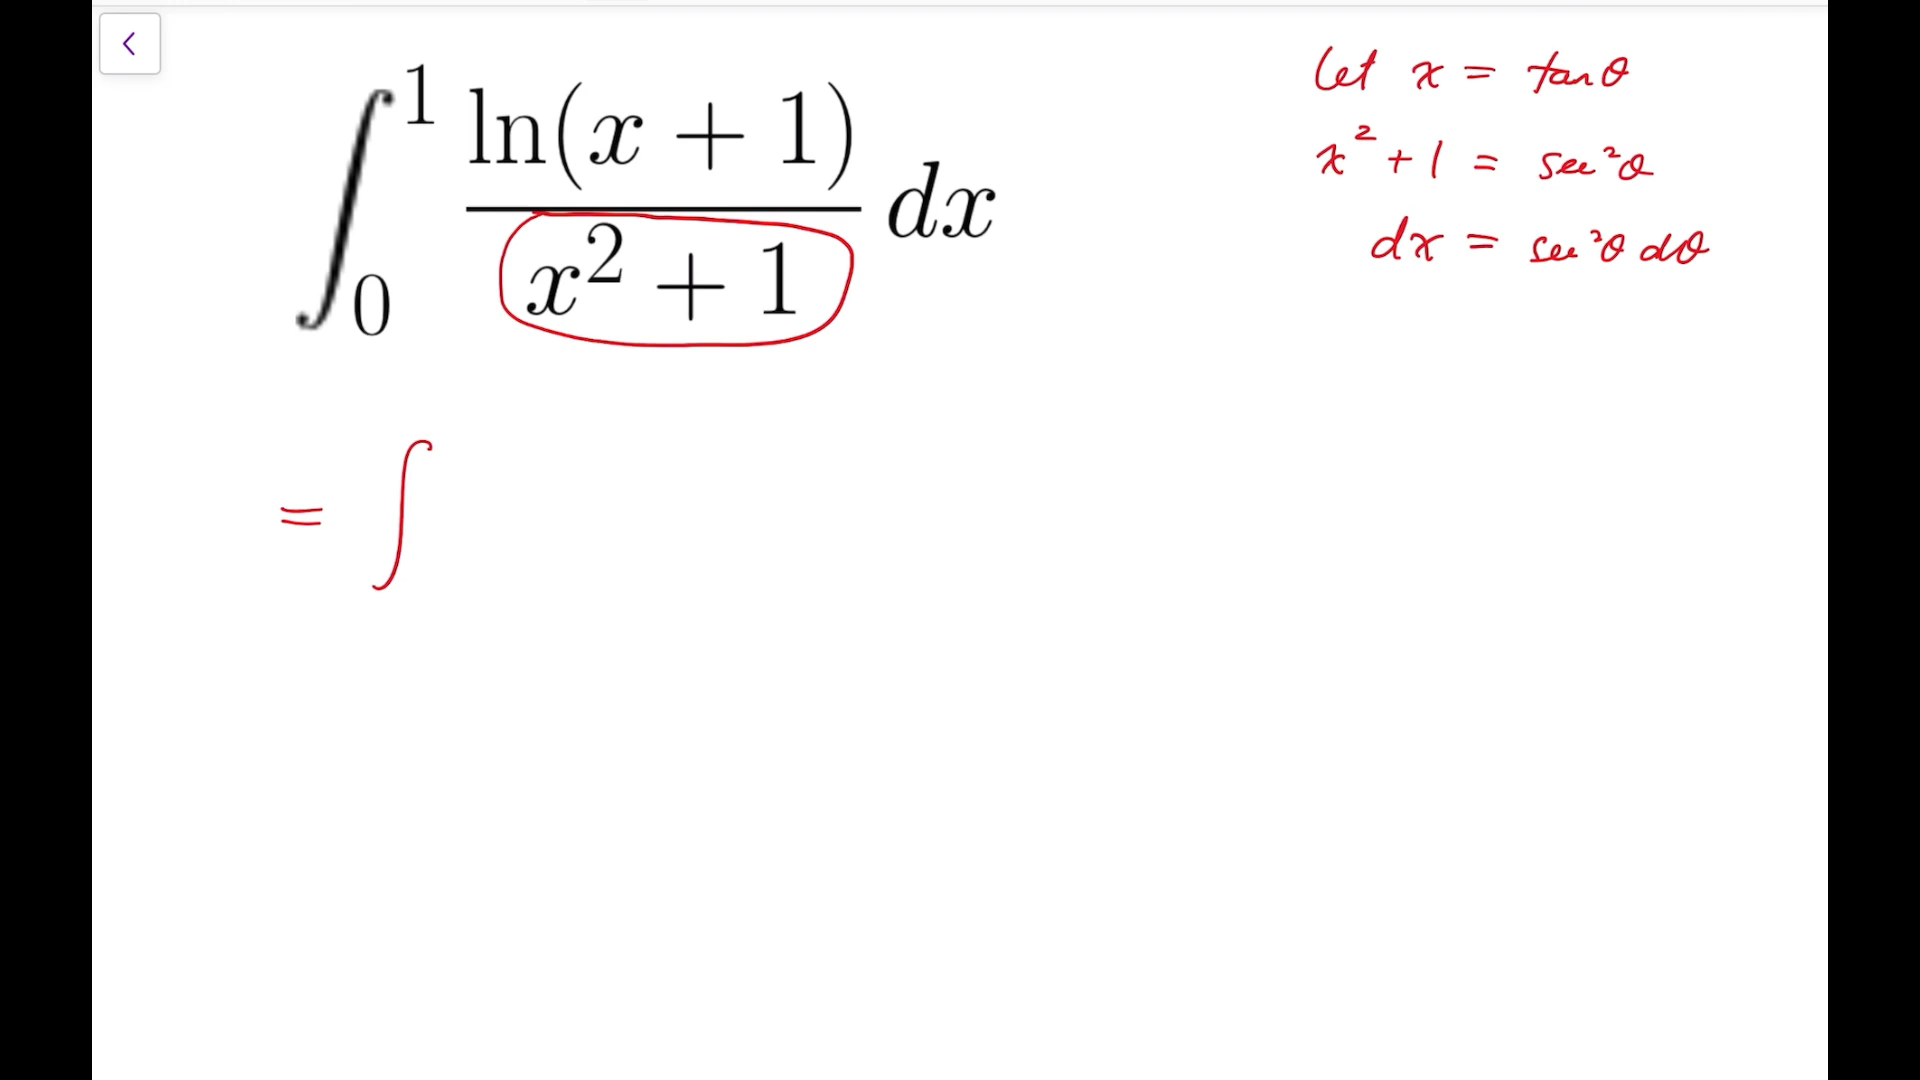 ∫₀¹ ln(x + 1) / (x² + 1) dx
Let x = tanθ
x² + 1 = sec²θ
dx = sec²θ dθ
= ∫